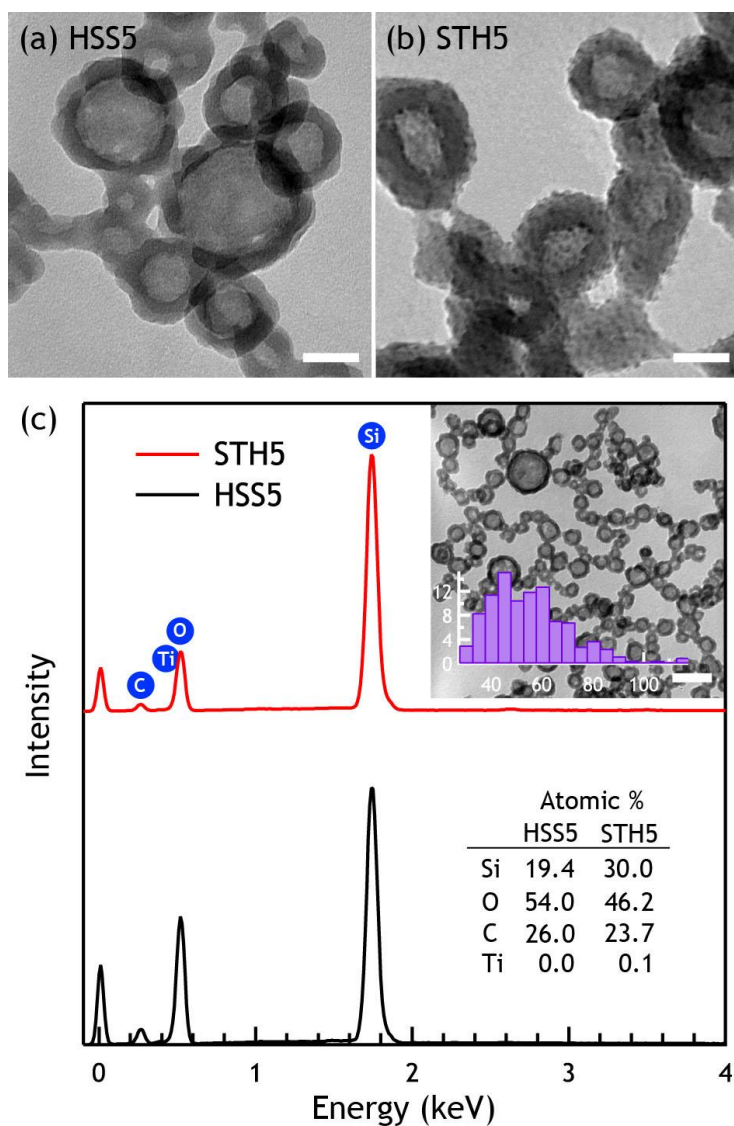 (a) HSS5
(b) STH5
(c)
STH5
HSS5
Si
O
Ti
C
12
8
4
0
40 60 80 100
Intensity
Atomic %
HSS5 STH5
Si 19.4 30.0
O 54.0 46.2
C 26.0 23.7
Ti 0.0 0.1
0 1 2 3 4
Energy (keV)